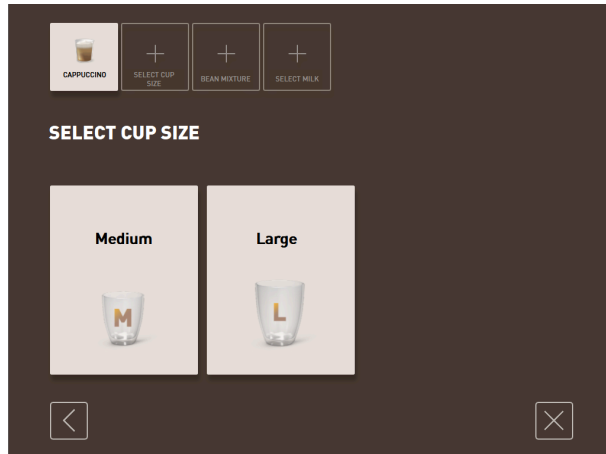 CAPPUCCINO
SELECT CUP
SIZE
BEAN MIXTURE
SELECT MILK
SELECT CUP SIZE
Medium
Large
M
L